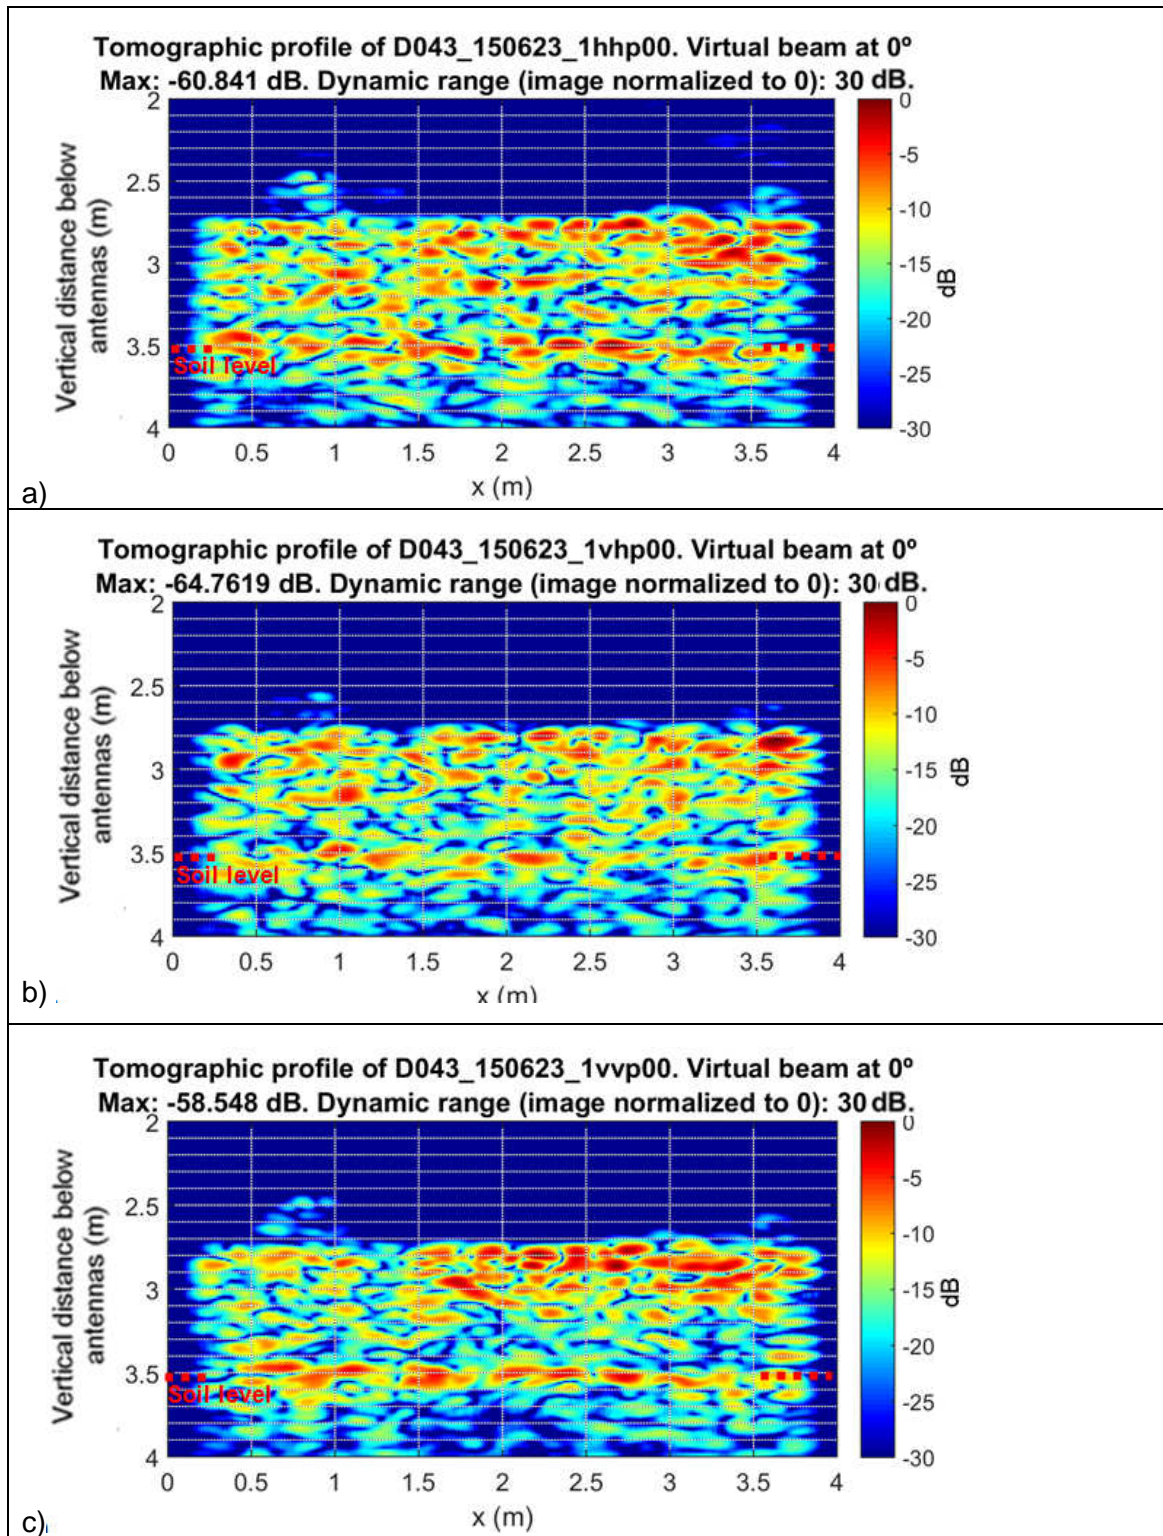 Tomographic profile of D043_150623_1hhp00. Virtual beam at 0º
Max: -60.841 dB. Dynamic range (image normalized to 0): 30 dB.
Vertical distance below
antennas (m)
2
2.5
3
3.5
4
Soil level
0 0.5 1 1.5 2 2.5 3 3.5 4
x (m)
0
-5
-10
-15
-20
-25
-30
dB
a)
Tomographic profile of D043_150623_1vhp00. Virtual beam at 0º
Max: -64.7619 dB. Dynamic range (image normalized to 0): 30 dB.
Vertical distance below
antennas (m)
2
2.5
3
3.5
4
Soil level
0 0.5 1 1.5 2 2.5 3 3.5 4
x (m)
0
-5
-10
-15
-20
-25
-30
dB
b)
Tomographic profile of D043_150623_1vvp00. Virtual beam at 0º
Max: -58.548 dB. Dynamic range (image normalized to 0): 30 dB.
Vertical distance below
antennas (m)
2
2.5
3
3.5
4
Soil level
0 0.5 1 1.5 2 2.5 3 3.5 4
x (m)
0
-5
-10
-15
-20
-25
-30
dB
c)